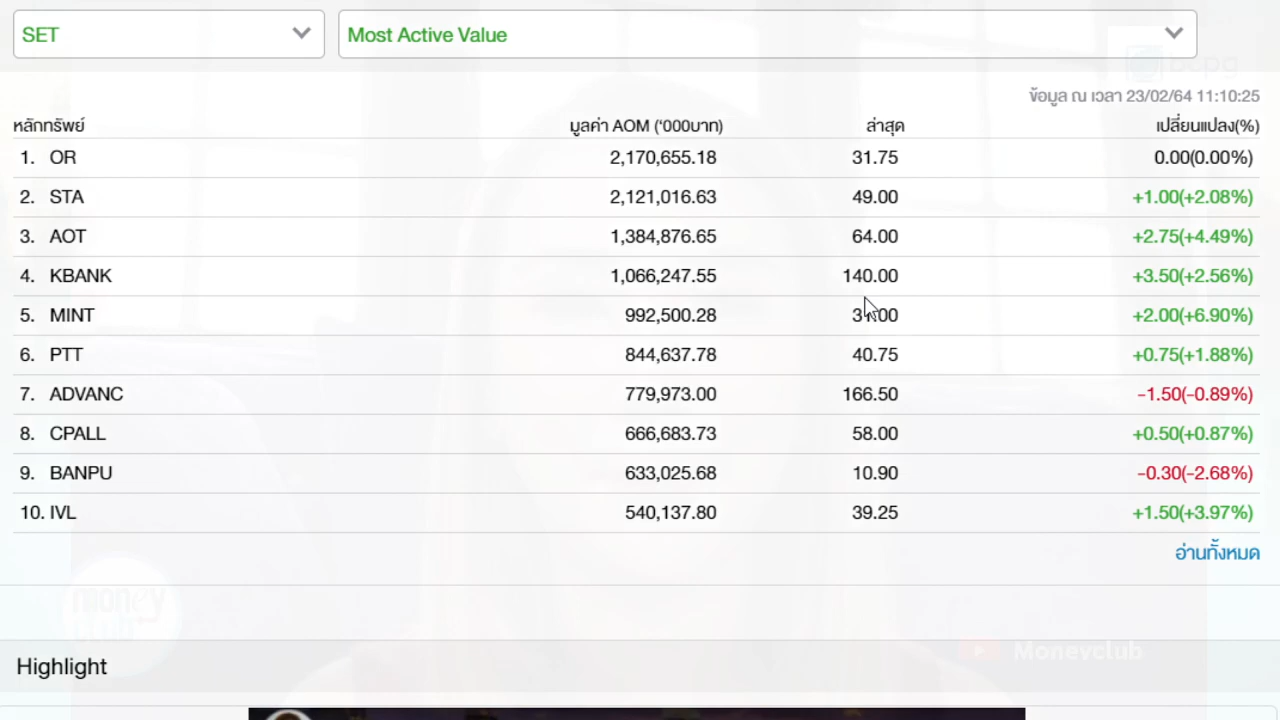 SET
Most Active Value
bcpg
ข้อมูล ณ เวลา 23/02/64 11:10:25
หลักทรัพย์ มูลค่า AOM (‘000บาท) ล่าสุด เปลี่ยนแปลง(%)
1. OR 2,170,655.18 31.75 0.00(0.00%)
2. STA 2,121,016.63 49.00 +1.00(+2.08%)
3. AOT 1,384,876.65 64.00 +2.75(+4.49%)
4. KBANK 1,066,247.55 140.00 +3.50(+2.56%)
5. MINT 992,500.28 +2.00(+6.90%)
6. PTT 844,637.78 40.75 +0.75(+1.88%)
7. ADVANC 779,973.00 166.50 -1.50(-0.89%)
8. CPALL 666,683.73 58.00 +0.50(+0.87%)
9. BANPU 633,025.68 10.90 -0.30(-2.68%)
10. IVL 540,137.80 39.25 +1.50(+3.97%)
อ่านทั้งหมด
money
CLUB
Moneyclub
Highlight